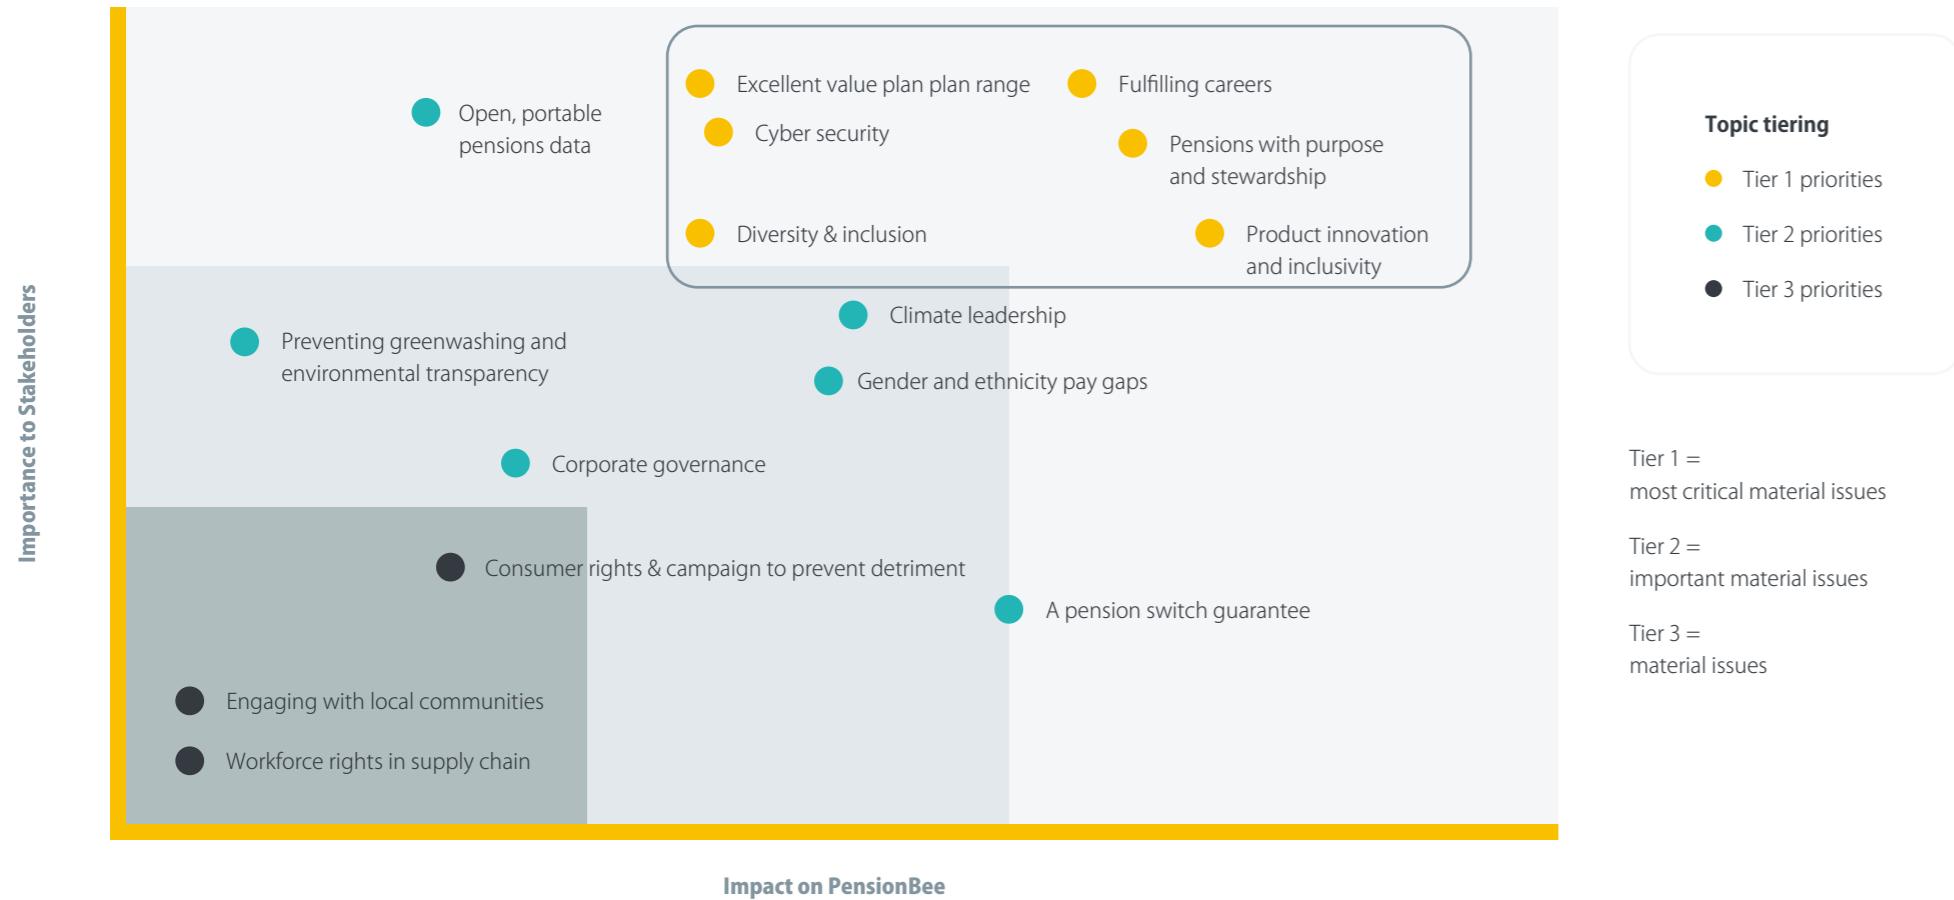 Importance to Stakeholders
Open, portable
pensions data
Excellent value plan plan range
Cyber security
Diversity & inclusion
Fulfilling careers
Pensions with purpose
and stewardship
Product innovation
and inclusivity
Preventing greenwashing and
environmental transparency
Climate leadership
Gender and ethnicity pay gaps
Corporate governance
Consumer rights & campaign to prevent detriment
A pension switch guarantee
Engaging with local communities
Workforce rights in supply chain
Impact on PensionBee
Topic tiering
Tier 1 priorities
Tier 2 priorities
Tier 3 priorities
Tier 1 =
most critical material issues
Tier 2 =
important material issues
Tier 3 =
material issues